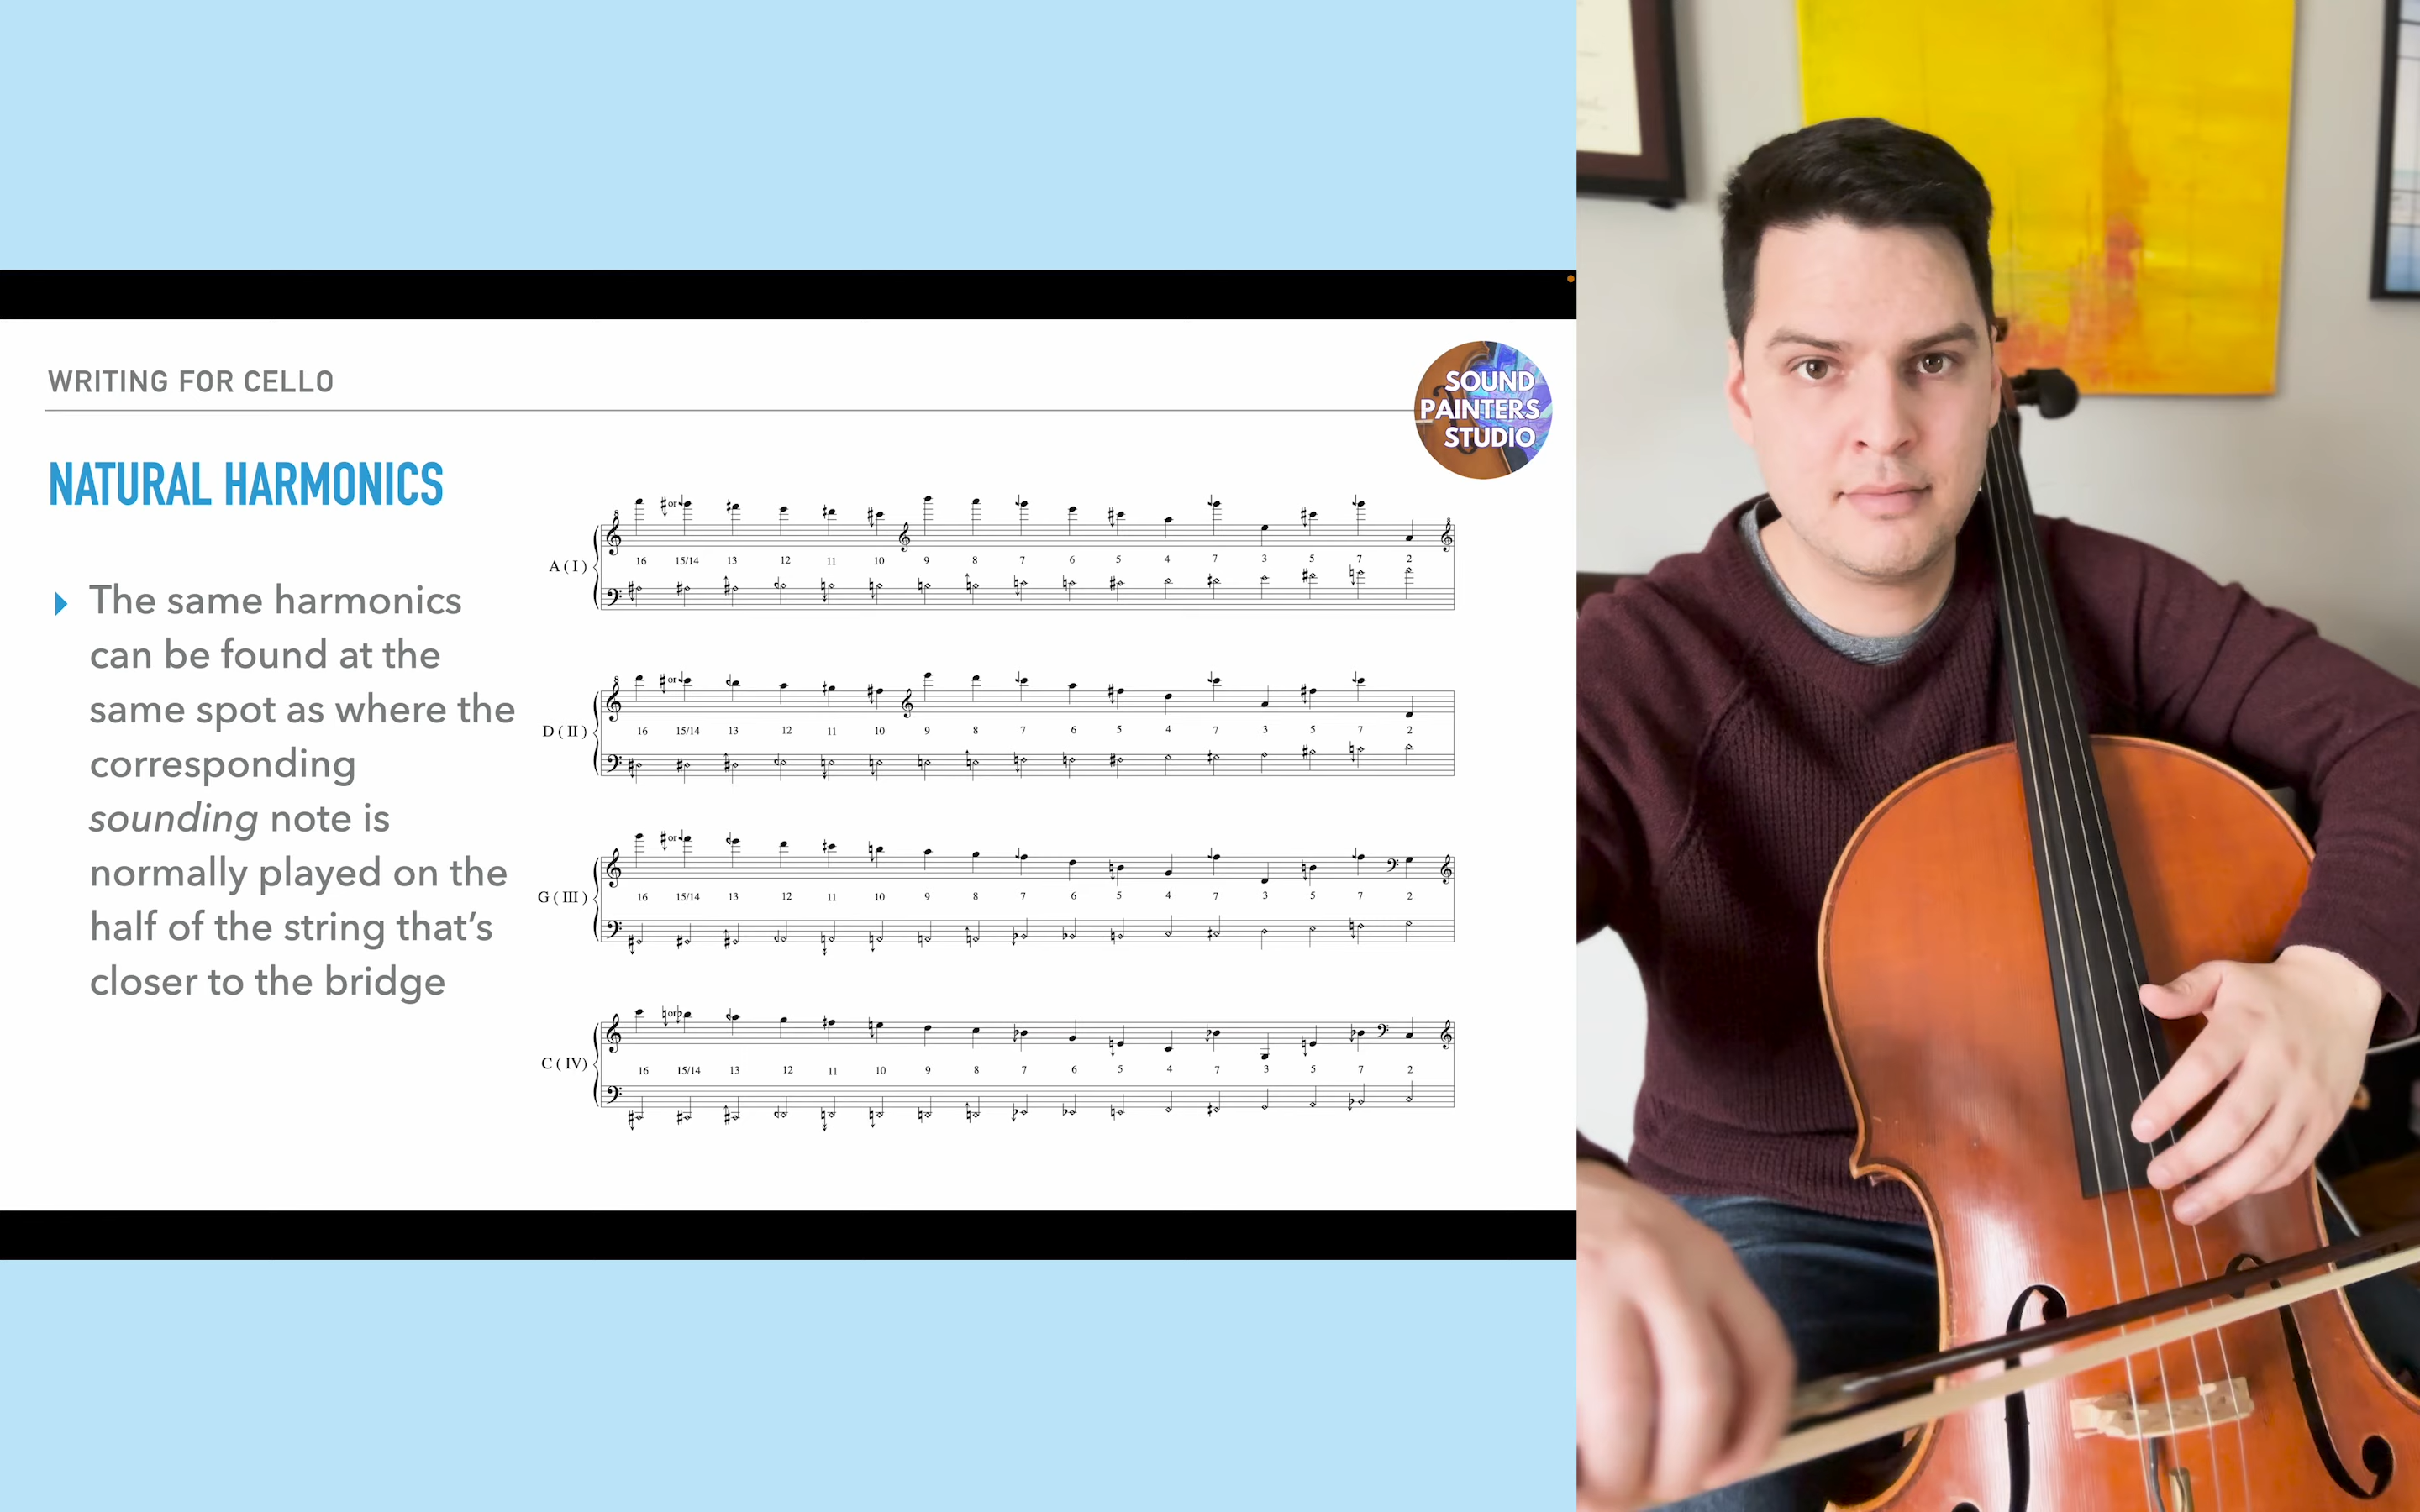 WRITING FOR CELLO
SOUND
PAINTERS
STUDIO
NATURAL HARMONICS
The same harmonics
can be found at the
same spot as where the
corresponding
sounding note is
normally played on the
half of the string that's
closer to the bridge
or
A ( I )
16 15/14 13 12 11 10 9 8 7 6 5 4 7 3 5 7 2
or
D ( II )
16 15/14 13 12 11 10 9 8 7 6 5 4 7 3 5 7 2
or
G ( III )
16 15/14 13 12 11 10 9 8 7 6 5 4 7 3 5 7 2
or
C ( IV)
16 15/14 13 12 11 10 9 8 7 6 5 4 7 3 5 7 2